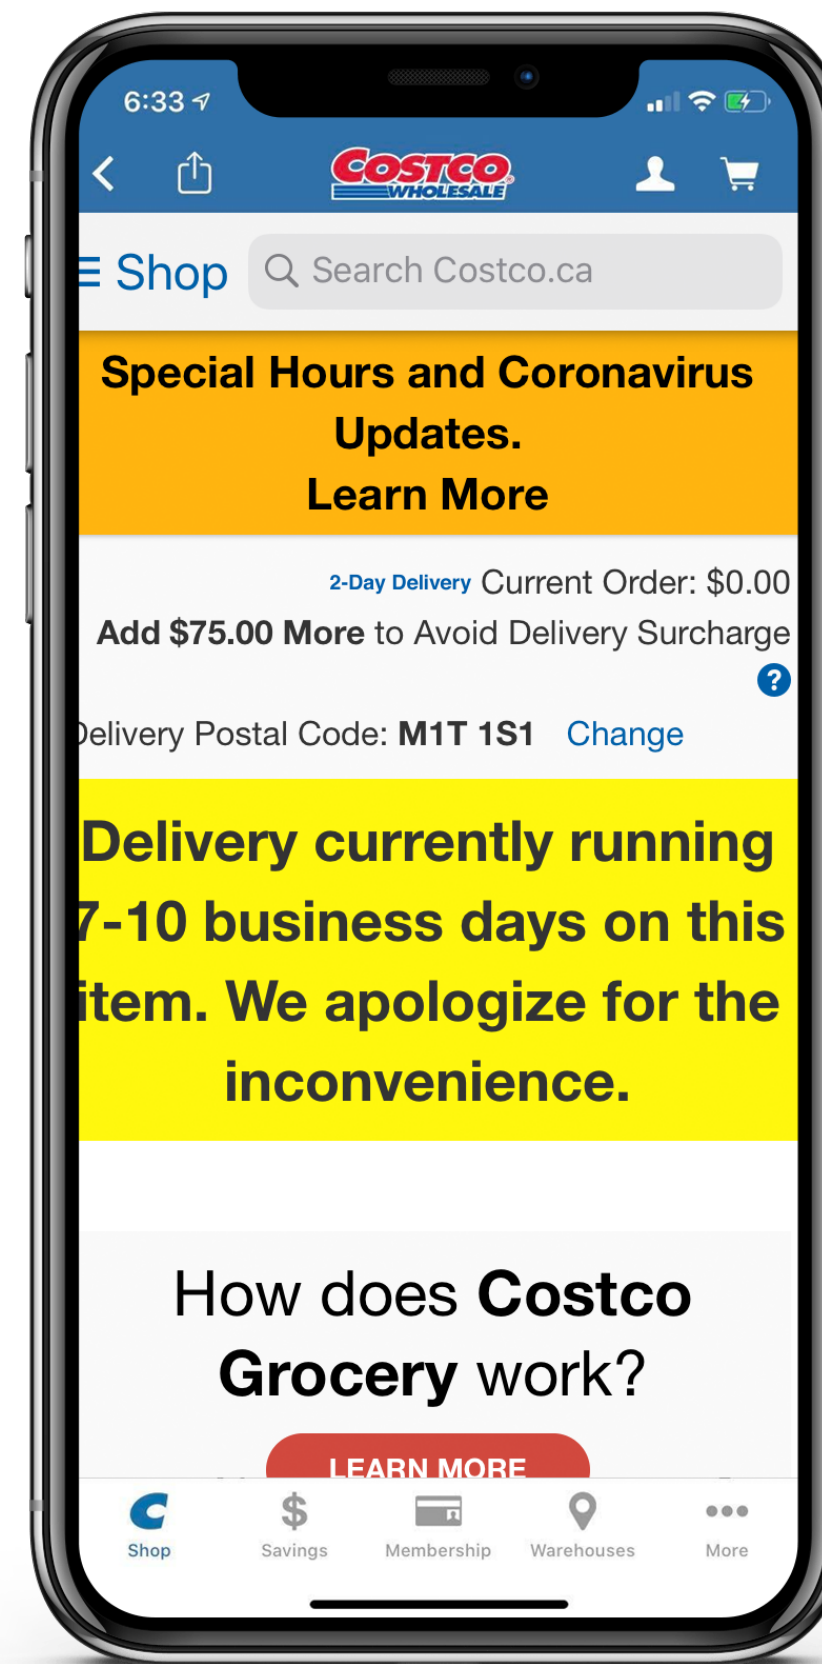 6:33
COSTCO
WHOLESALE
Shop
Search Costco.ca
Special Hours and Coronavirus
Updates.
Learn More
2-Day Delivery Current Order: $0.00
Add $75.00 More to Avoid Delivery Surcharge
?
Delivery Postal Code: M1T 1S1 Change
Delivery currently running
7-10 business days on this
item. We apologize for the
inconvenience.
How does Costco
Grocery work?
LEARN MORE
Shop Savings Membership Warehouses More